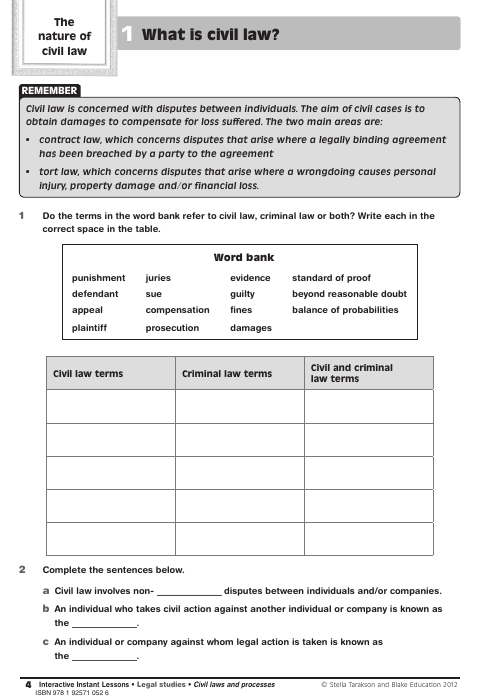 The
nature of
civil law
1 What is civil law?
REMEMBER
Civil law is concerned with disputes between individuals. The aim of civil cases is to
obtain damages to compensate for loss suffered. The two main areas are:
• contract law, which concerns disputes that arise where a legally binding agreement
has been breached by a party to the agreement
• tort law, which concerns disputes that arise where a wrongdoing causes personal
injury, property damage and/or financial loss.
1 Do the terms in the word bank refer to civil law, criminal law or both? Write each in the
correct space in the table.
Word bank
punishment juries evidence standard of proof
defendant sue guilty beyond reasonable doubt
appeal compensation fines balance of probabilities
plaintiff prosecution damages
Civil law terms Criminal law terms Civil and criminal
law terms
2 Complete the sentences below.
a Civil law involves non- ____________ disputes between individuals and/or companies.
b An individual who takes civil action against another individual or company is known as
the ____________.
c An individual or company against whom legal action is taken is known as
the ____________.
4 Interactive Instant Lessons • Legal studies • Civil laws and processes © Stella Tarakson and Blake Education 2012
ISBN 978 1 92571 052 6